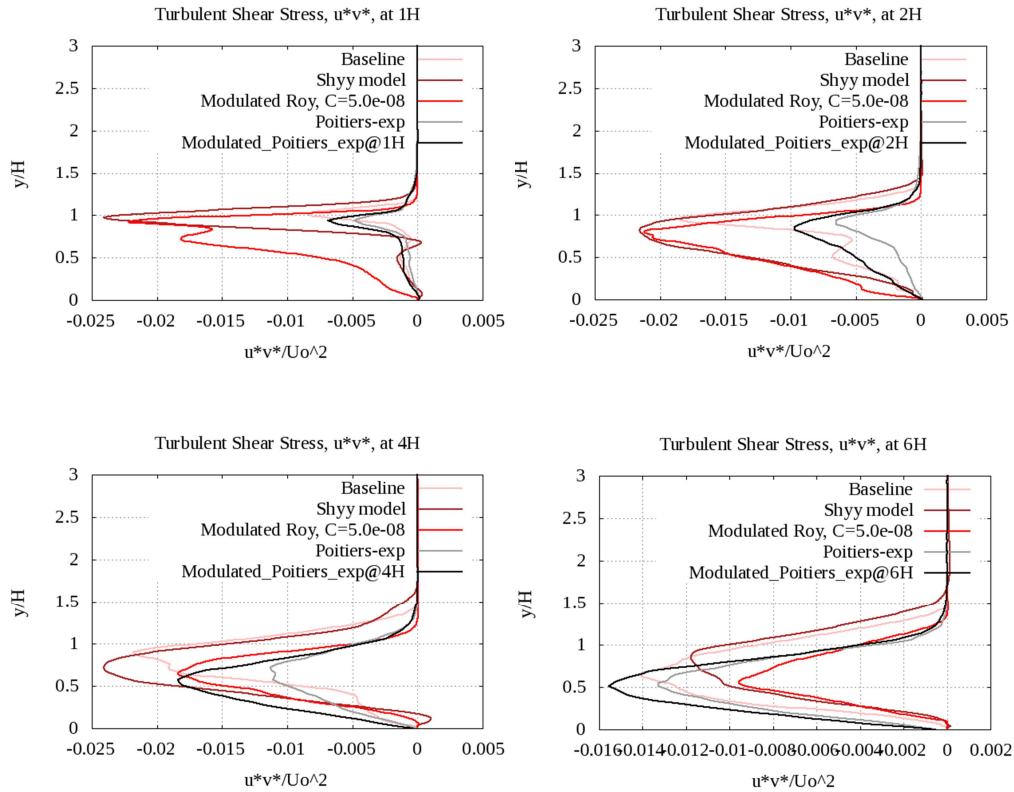 Turbulent Shear Stress, u*v*, at 1H
3
2.5
2
1.5
1
0.5
0
y/H
Baseline
Shyy model
Modulated Roy, C=5.0e-08
Poitiers-exp
Modulated_Poitiers_exp@1H
-0.025 -0.02 -0.015 -0.01 -0.005 0 0.005
u*v*/Uo^2
Turbulent Shear Stress, u*v*, at 2H
3
2.5
2
1.5
1
0.5
0
y/H
Baseline
Shyy model
Modulated Roy, C=5.0e-08
Poitiers-exp
Modulated_Poitiers_exp@2H
-0.025 -0.02 -0.015 -0.01 -0.005 0 0.005
u*v*/Uo^2
Turbulent Shear Stress, u*v*, at 4H
3
2.5
2
1.5
1
0.5
0
y/H
Baseline
Shyy model
Modulated Roy, C=5.0e-08
Poitiers-exp
Modulated_Poitiers_exp@4H
-0.025 -0.02 -0.015 -0.01 -0.005 0 0.005
u*v*/Uo^2
Turbulent Shear Stress, u*v*, at 6H
3
2.5
2
1.5
1
0.5
0
y/H
Baseline
Shyy model
Modulated Roy, C=5.0e-08
Poitiers-exp
Modulated_Poitiers_exp@6H
-0.016 -0.014 -0.012 -0.01 -0.008 -0.006 -0.004 -0.002 0 0.002
u*v*/Uo^2